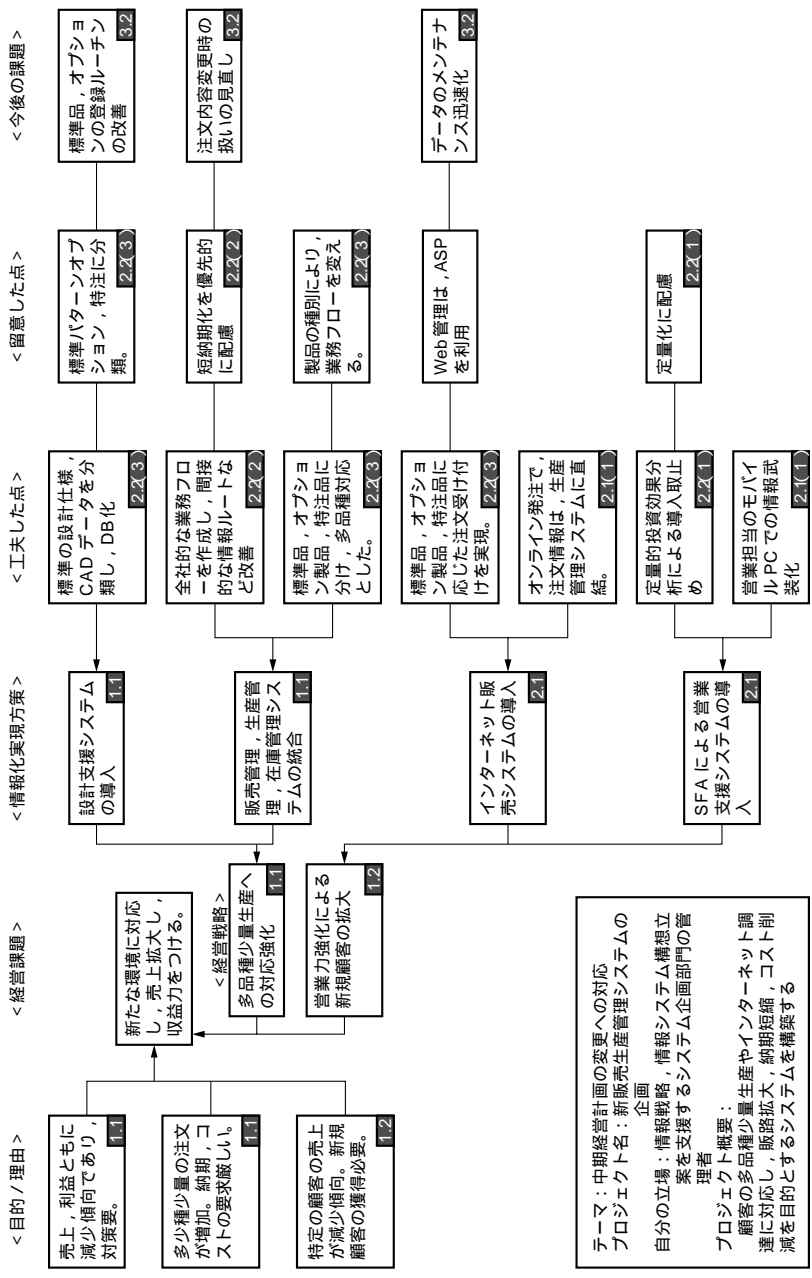 <目的/理由>
売上,利益ともに
減少傾向であり,
対策要。
1.1
多少種少量の注文
が増加。納期,コ
ストの要求厳しい。
1.1
特定の顧客の売上
が減少傾向。新規
顧客の獲得必要。
1.2
<経営課題>
新たな環境に対応
し,売上拡大し,
収益力をつける。
<経営戦略>
多品種少量生産へ
の対応強化
1.1
営業力強化による
新規顧客の拡大
1.2
<情報化実現方策>
設計支援システム
の導入
1.1
販売管理,生産管
理,在庫管理シス
テムの統合
1.1
インターネット販
売システムの導入
2.1
SFAによる営業
支援システムの導
入
2.1
<工夫した点>
標準の設計仕様,
CADデータを分
類し,DB化
2.2(3)
全社的な業務フロ
ーを作成し,間接
的な情報ルートな
ど改善
2.2(2)
標準品,オプショ
ン製品,特注品に
分け,多品種対応
とした。
2.2(3)
標準品,オプショ
ン製品,特注品に
応じた注文受け付
けを実現。
2.2(3)
オンライン発注で,
注文情報は,生産
管理システムに直
結。
2.1(1)
定量的投資効果分
析による導入取止
め
2.2(1)
営業担当のモバイ
ルPCでの情報武
装化
2.1(1)
<留意した点>
標準パターンオプ
ション,特注に分
類。
2.2(3)
短納期化を優先的
に配慮
2.2(2)
製品の種別により,
業務フローを変え
る。
2.2(3)
Web管理は,ASP
を利用
定量化に配慮
2.2(1)
<今後の課題>
標準品,オプショ
ンの登録ルーチン
の改善
3.2
注文内容変更時の
扱いの見直し
3.2
データのメンテナ
ンス迅速化
3.2
テーマ:中期経営計画の変更への対応
プロジェクト名:新販売生産管理システムの
企画
自分の立場:情報戦略,情報システム構想立
案を支援するシステム企画部門の管
理者
プロジェクト概要:
顧客の多品種少量生産やインターネット調
達に対応し,販路拡大,納期短縮,コスト削
減を目的とするシステムを構築する